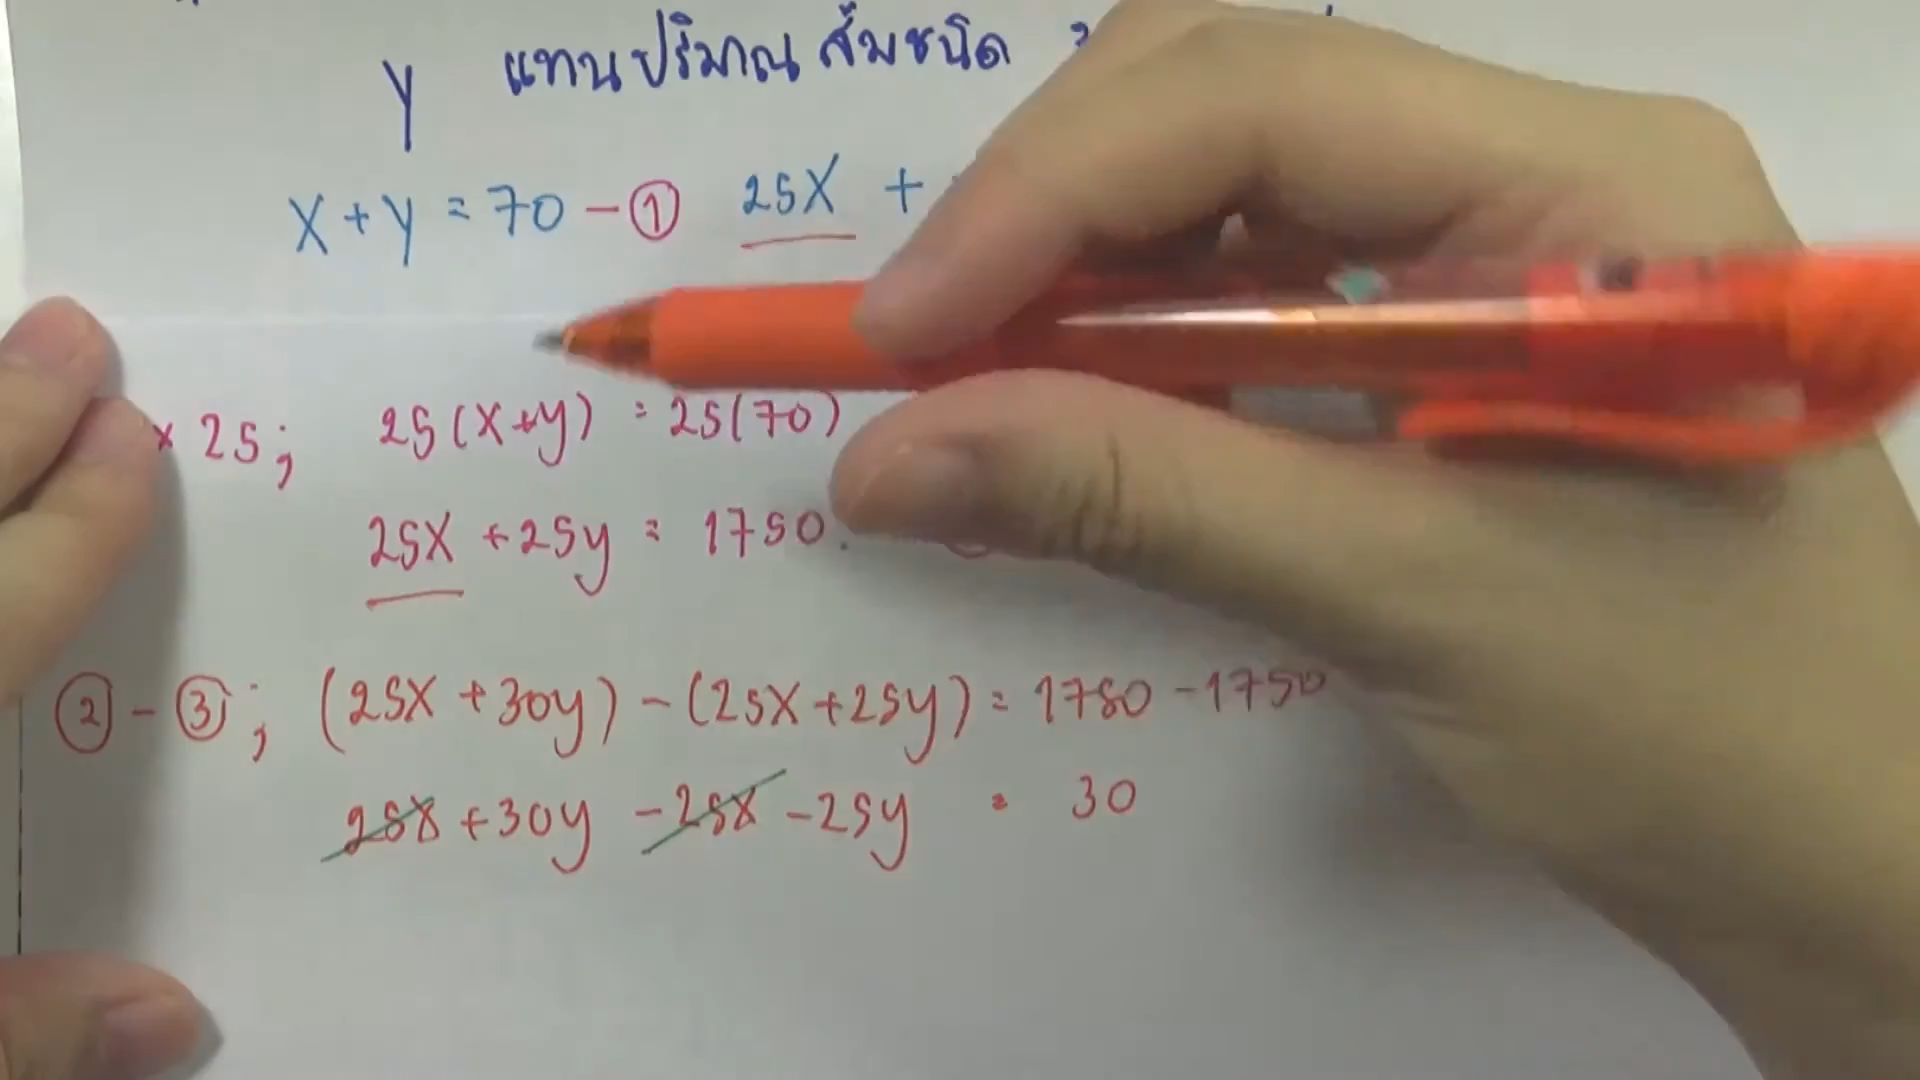 y แทนปริมาณส้มชนิด
x + y = 70 - ① 25x +
× 25; 25(x+y) = 25(70)
25x + 25y = 1750.
② - ③; (25x + 30y) - (25x + 25y) = 1780 - 1750
25x + 30y - 25x - 25y = 30